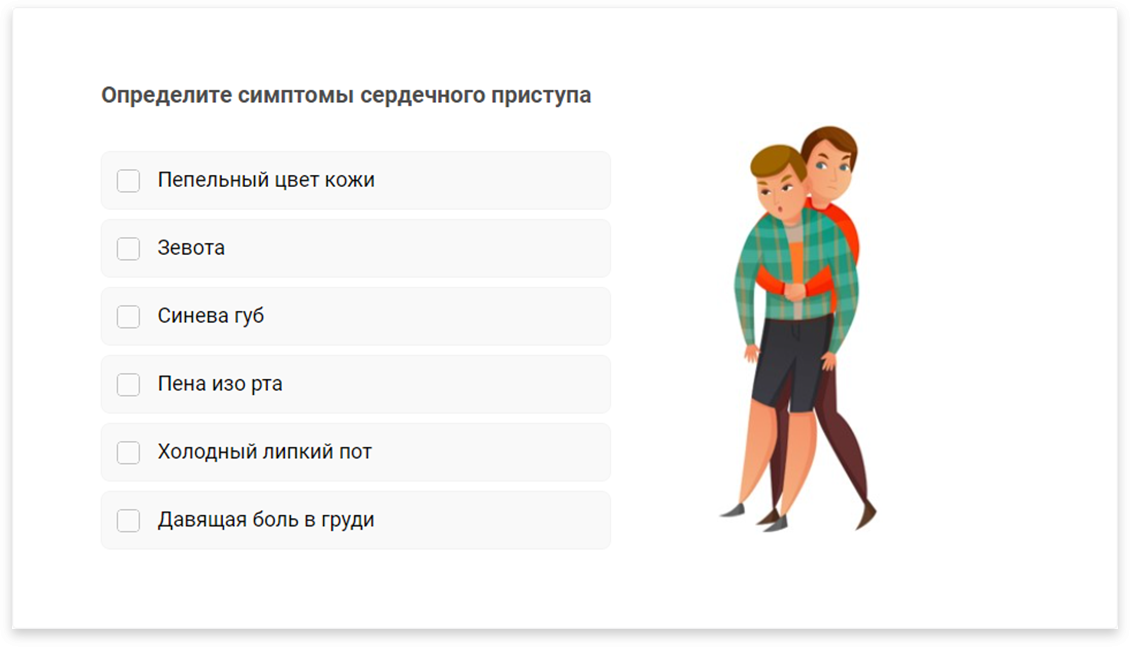 Определите симптомы сердечного приступа
Пепельный цвет кожи
Зевота
Синева губ
Пена изо рта
Холодный липкий пот
Давящая боль в груди